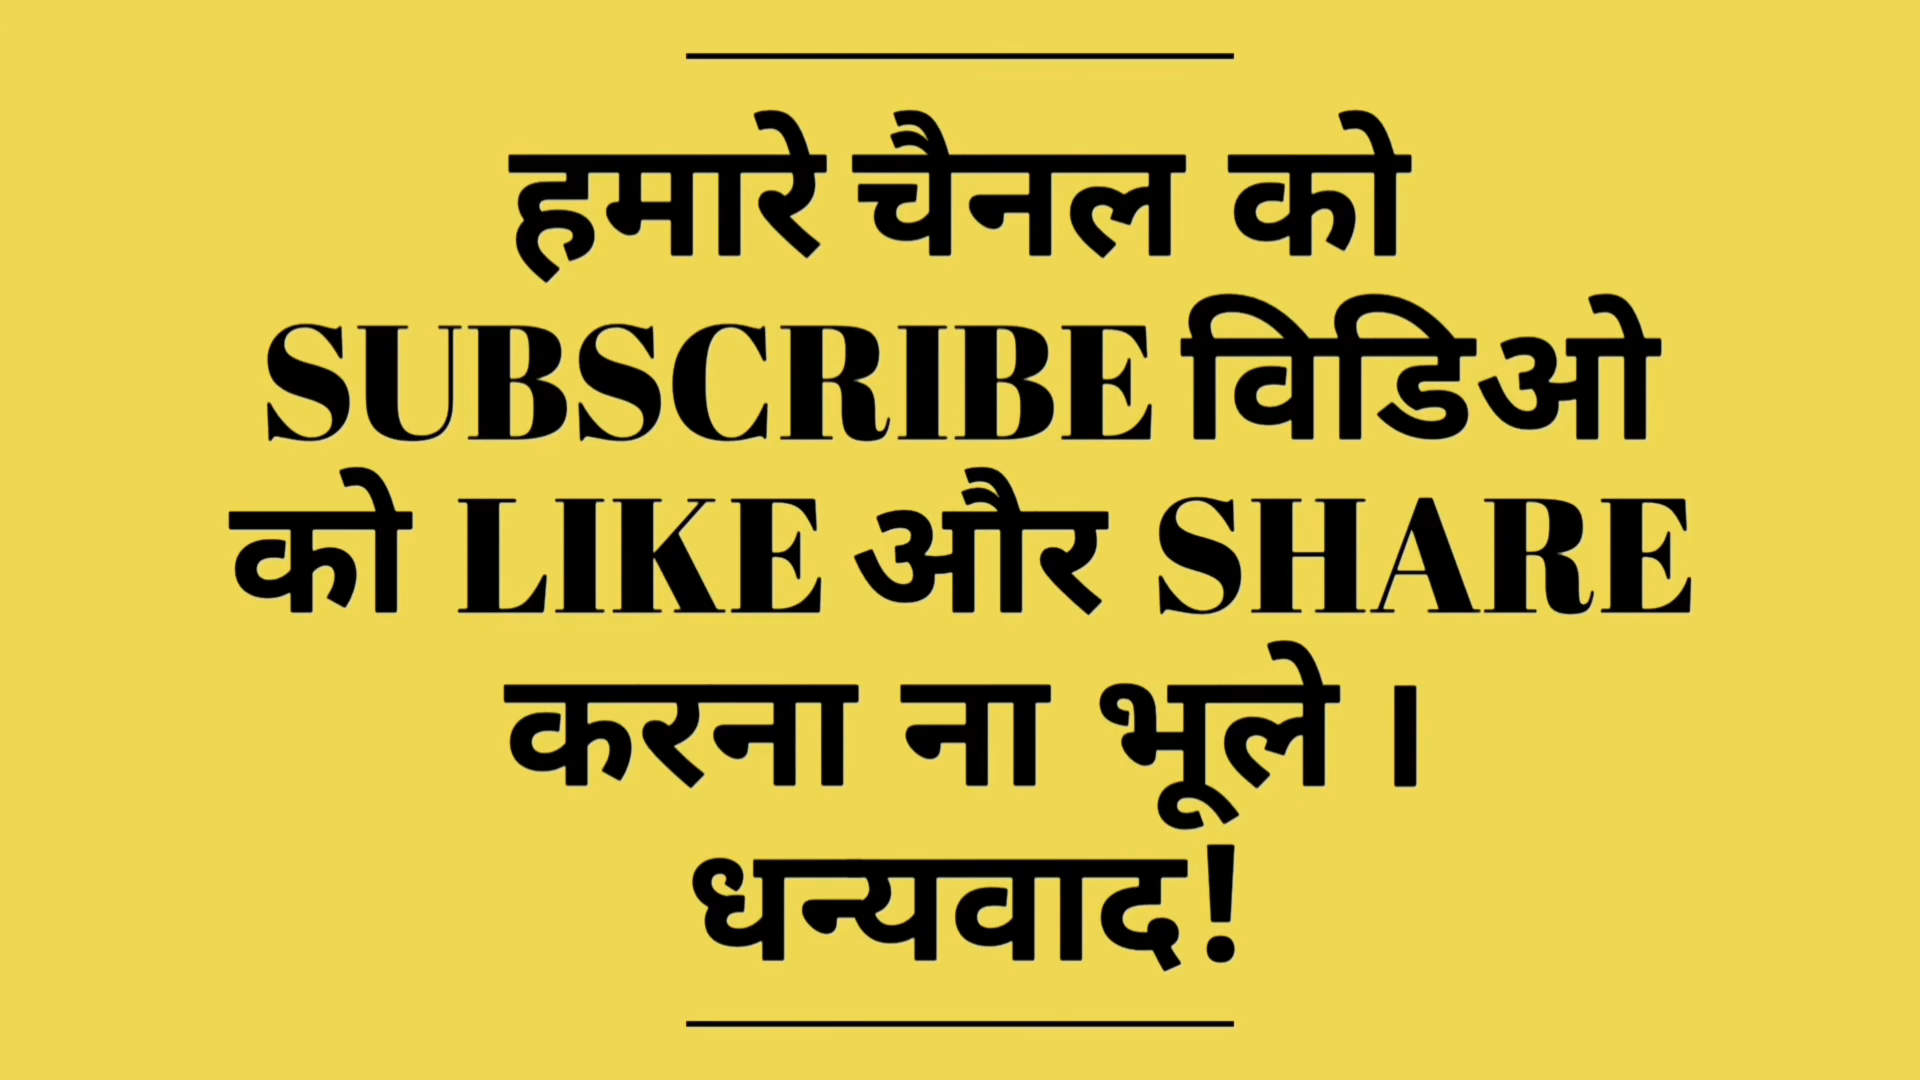 हमारे चैनल को
SUBSCRIBE विडिओ
को LIKE और SHARE
करना ना भूले ।
धन्यवाद!